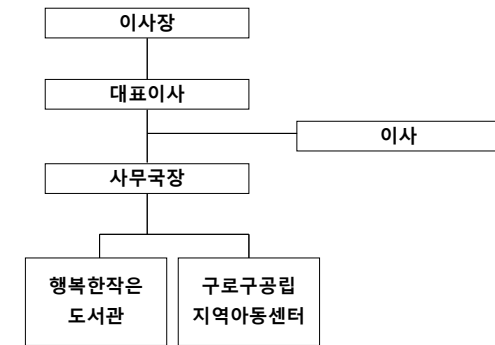 이사장
대표이사
이사
사무국장
행복한작은
도서관
구로구공립
지역아동센터